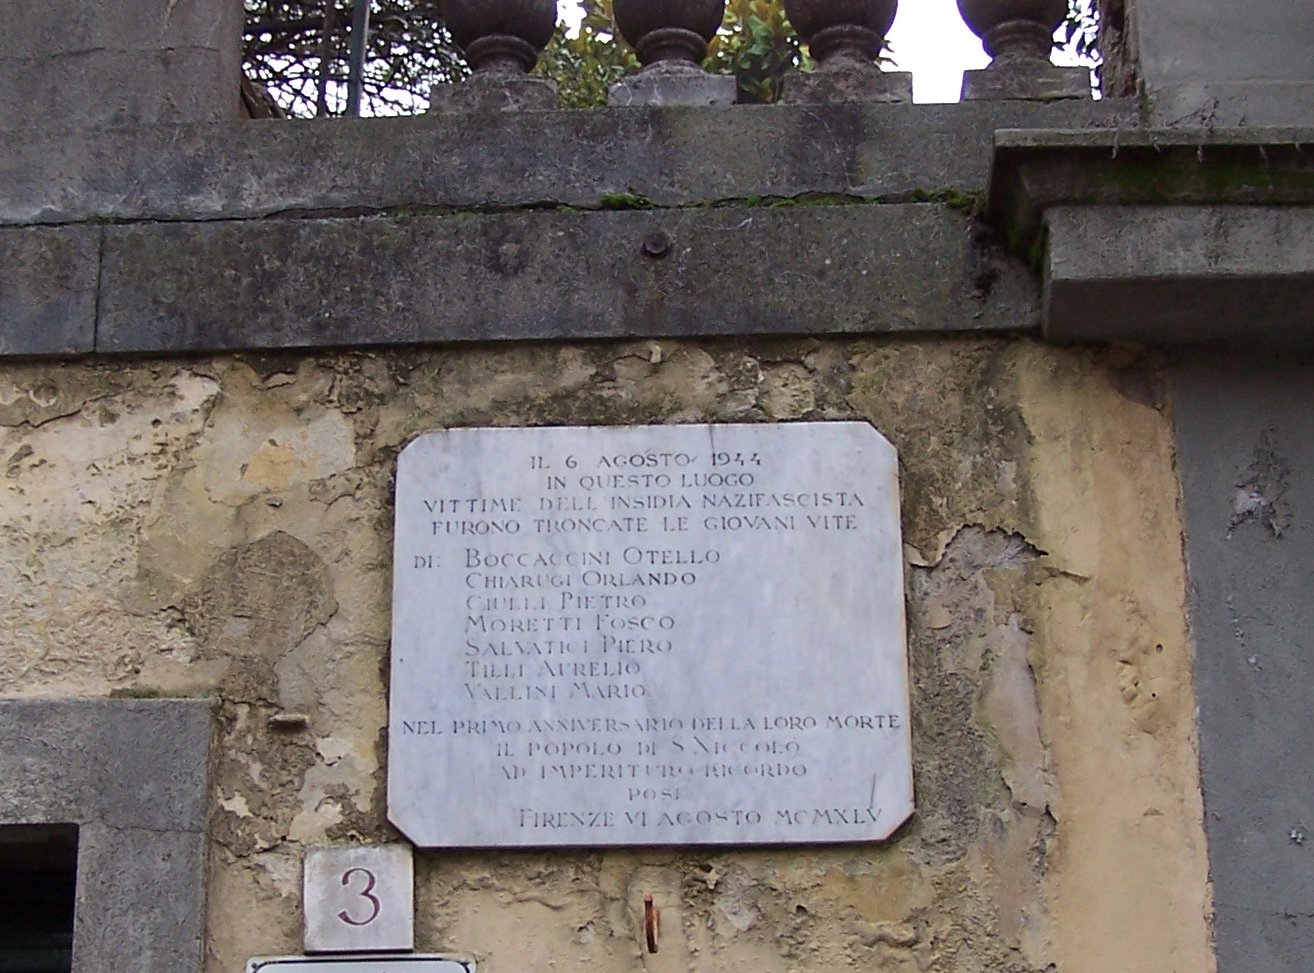 IL 6 AGOSTO 1944
IN QUESTO LUOGO
VITTIME DELL'INSIDIA NAZIFASCISTA
FURONO TRONCATE LE GIOVANI VITE
DI: BOCCACCINI OTELLO
CHIARUGI ORLANDO
CIULLI PIETRO
MORETTI FOSCO
SALVATICI PIERO
TILLI AURELIO
VALLINI MARIO
NEL PRIMO ANNIVERSARIO DELLA LORO MORTE
IL POPOLO DI S. NICCOLO
AD IMPERITURO RICORDO
POSE
FIRENZE VI AGOSTO MCMXLV
3